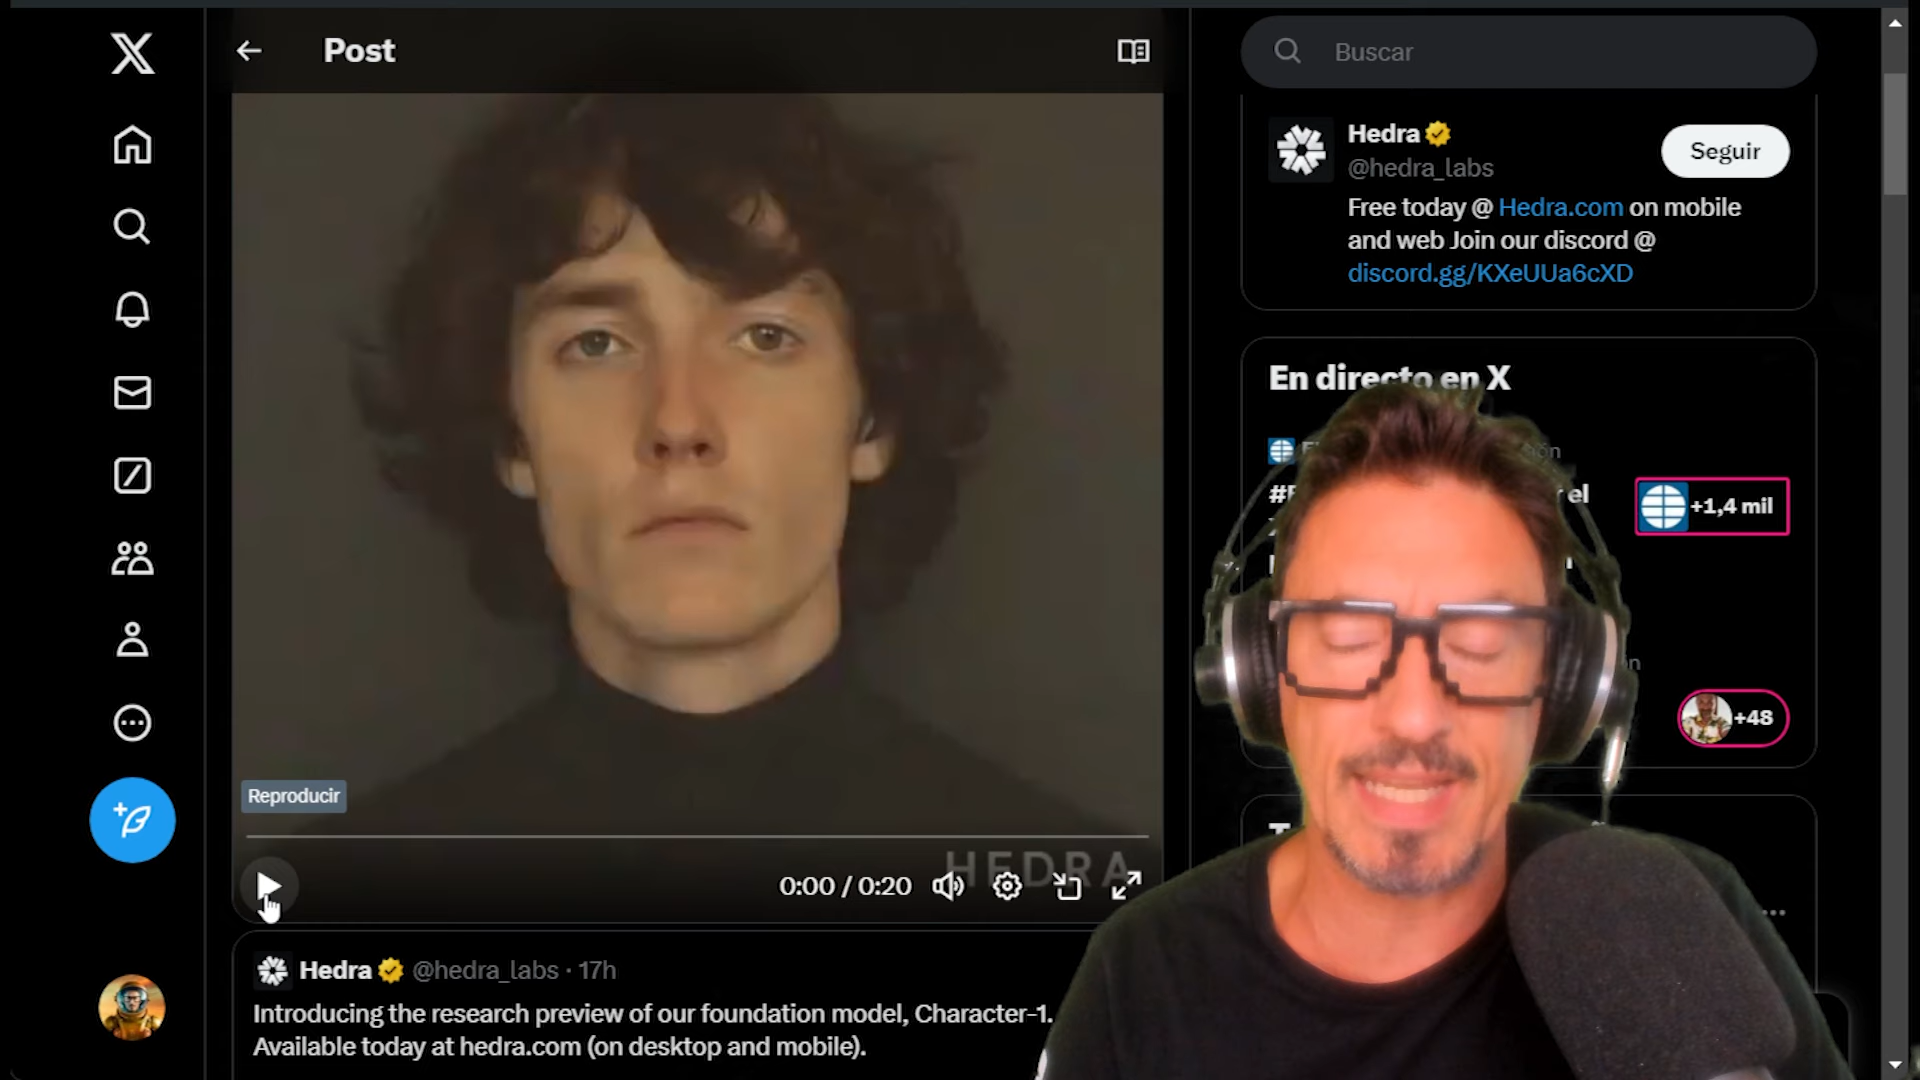 Post
Buscar
Hedra
@hedra_labs
Seguir
Free today @ Hedra.com on mobile
and web Join our discord @
discord.gg/KXeUUa6cXD
En directo en X
el
+1,4 mil
+48
Reproducir
HEDRA
0:00 / 0:20
Hedra @hedra_labs · 17h
Introducing the research preview of our foundation model, Character-1.
Available today at hedra.com (on desktop and mobile).